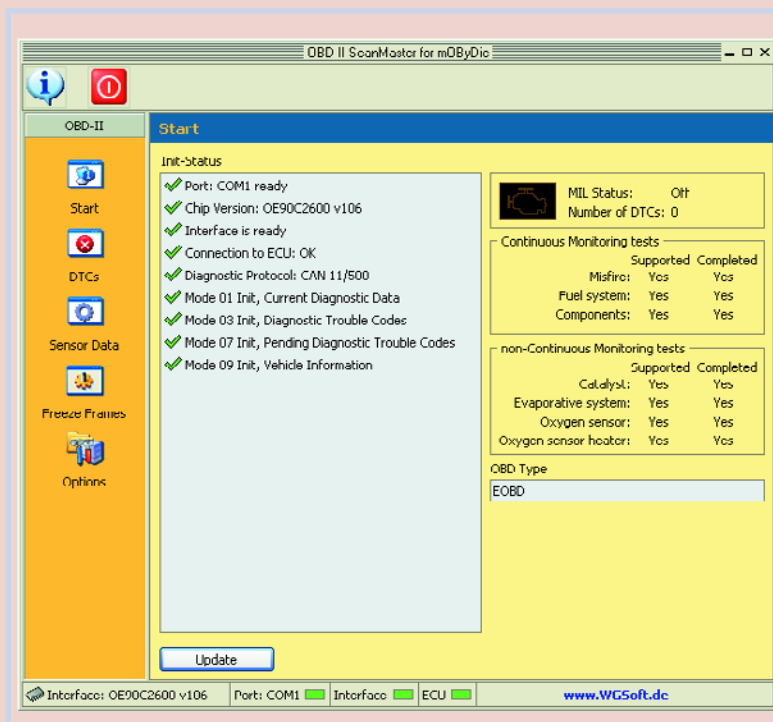 OBD II ScanMaster for mOByDic
OBD-II
Start
DTCs
Sensor Data
Freeze Frames
Options
Start
Init-Status
Port: COM1 ready
Chip Version: OE90C2600 v106
Interface is ready
Connection to ECU: OK
Diagnostic Protocol: CAN 11/500
Mode 01 Init, Current Diagnostic Data
Mode 03 Init, Diagnostic Trouble Codes
Mode 07 Init, Pending Diagnostic Trouble Codes
Mode 09 Init, Vehicle Information
Update
MIL Status: Off
Number of DTCs: 0
Continuous Monitoring tests
Supported Completed
Misfire: Yes Yes
Fuel system: Yes Yes
Components: Yes Yes
non-Continuous Monitoring tests
Supported Completed
Catalyst: Yes Yes
Evaporative system: Yes Yes
Oxygen sensor: Yes Yes
Oxygen sensor heater: Yes Yes
OBD Type
EOBD
Interface: OE90C2600 v106 Port: COM1 Interface ECU www.WGSoft.de